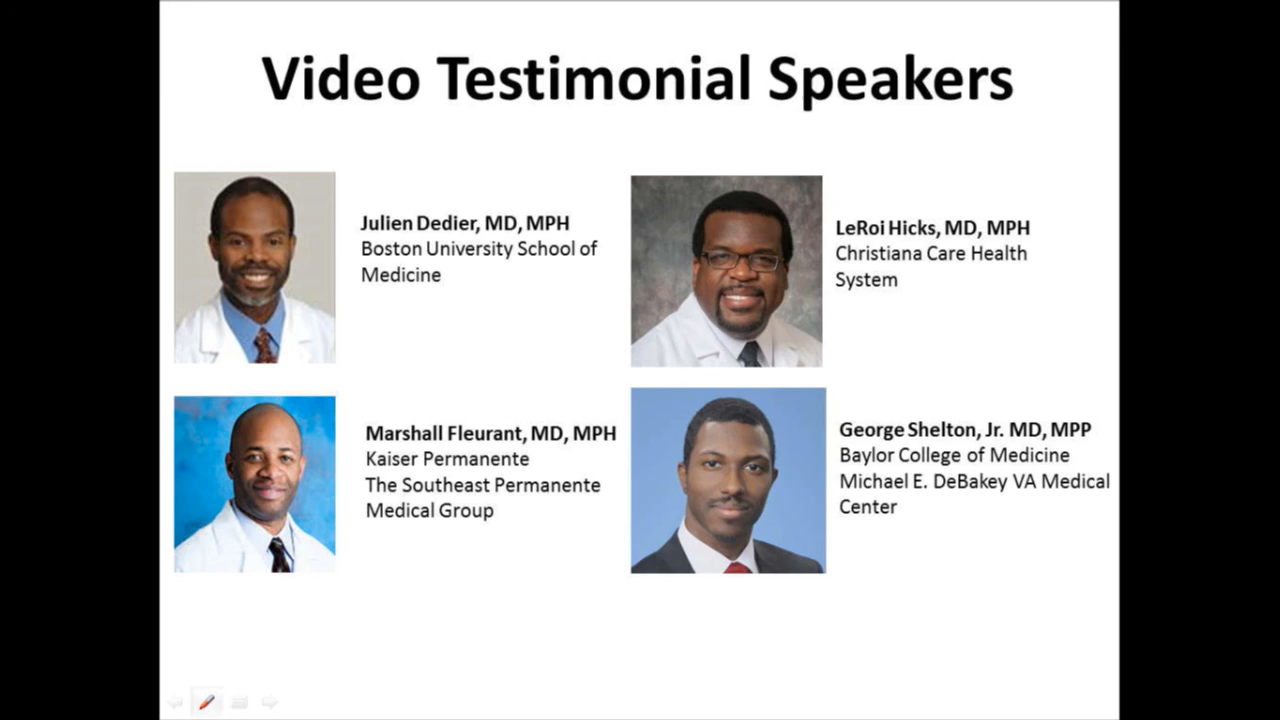 Video Testimonial Speakers
Julien Dedier, MD, MPH
Boston University School of
Medicine
LeRoi Hicks, MD, MPH
Christiana Care Health
System
Marshall Fleurant, MD, MPH
Kaiser Permanente
The Southeast Permanente
Medical Group
George Shelton, Jr. MD, MPP
Baylor College of Medicine
Michael E. DeBakey VA Medical
Center